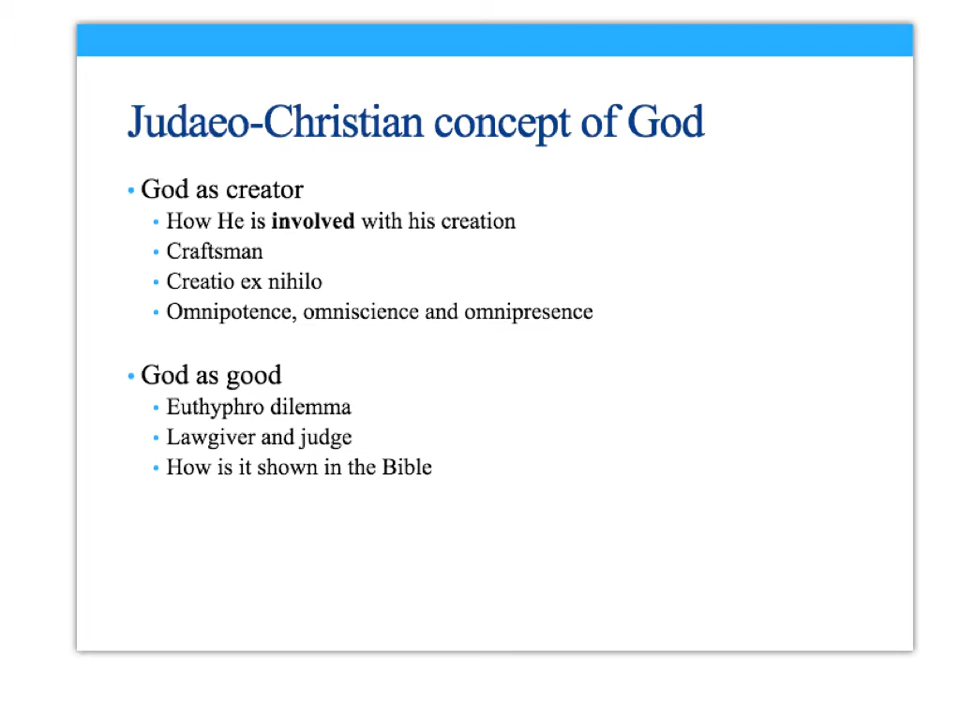 Judaeo-Christian concept of God
• God as creator
• How He is involved with his creation
• Craftsman
• Creatio ex nihilo
• Omnipotence, omniscience and omnipresence
• God as good
• Euthyphro dilemma
• Lawgiver and judge
• How is it shown in the Bible